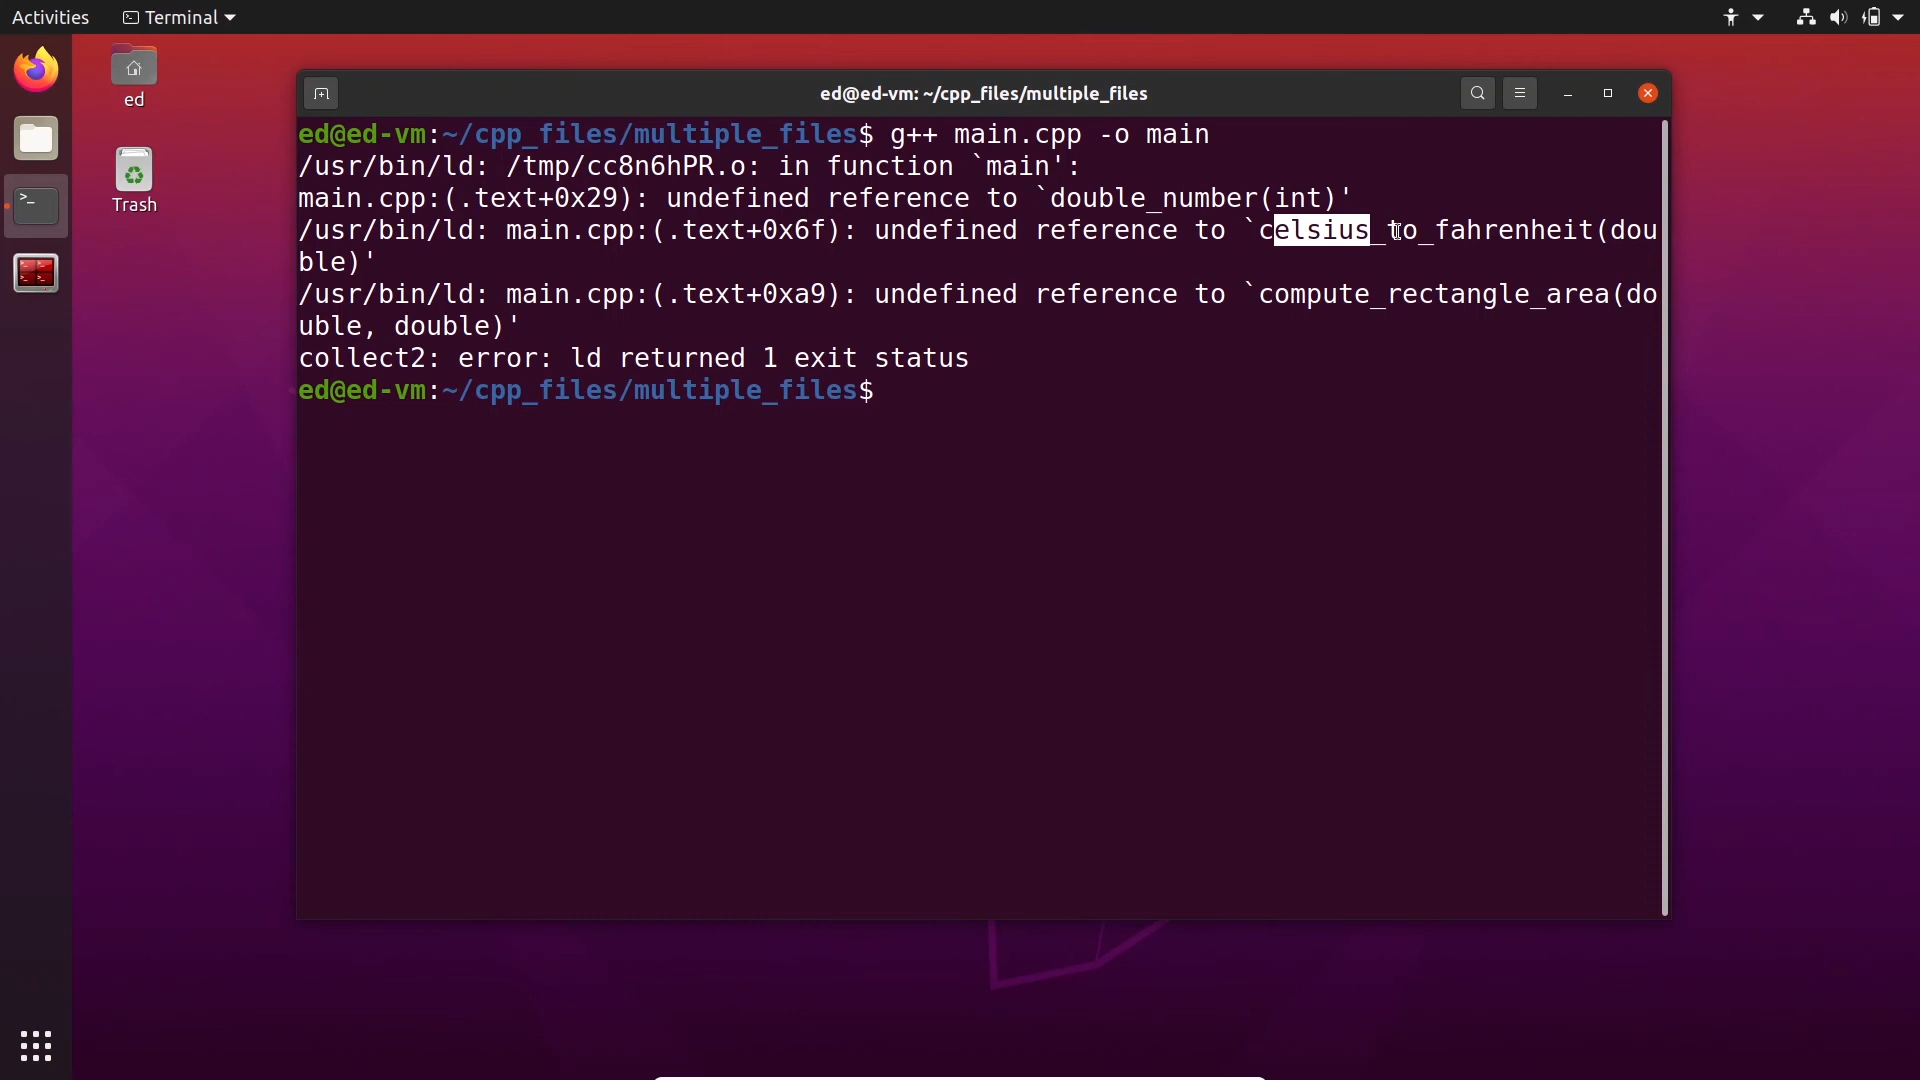 Activities
Terminal
ed
Trash
ed@ed-vm: ~/cpp_files/multiple_files
ed@ed-vm:~/cpp_files/multiple_files$ g++ main.cpp -o main
/usr/bin/ld: /tmp/cc8n6hPR.o: in function `main':
main.cpp:(.text+0x29): undefined reference to `double_number(int)'
/usr/bin/ld: main.cpp:(.text+0x6f): undefined reference to `celsius_to_fahrenheit(dou
ble)'
/usr/bin/ld: main.cpp:(.text+0xa9): undefined reference to `compute_rectangle_area(do
uble, double)'
collect2: error: ld returned 1 exit status
ed@ed-vm:~/cpp_files/multiple_files$